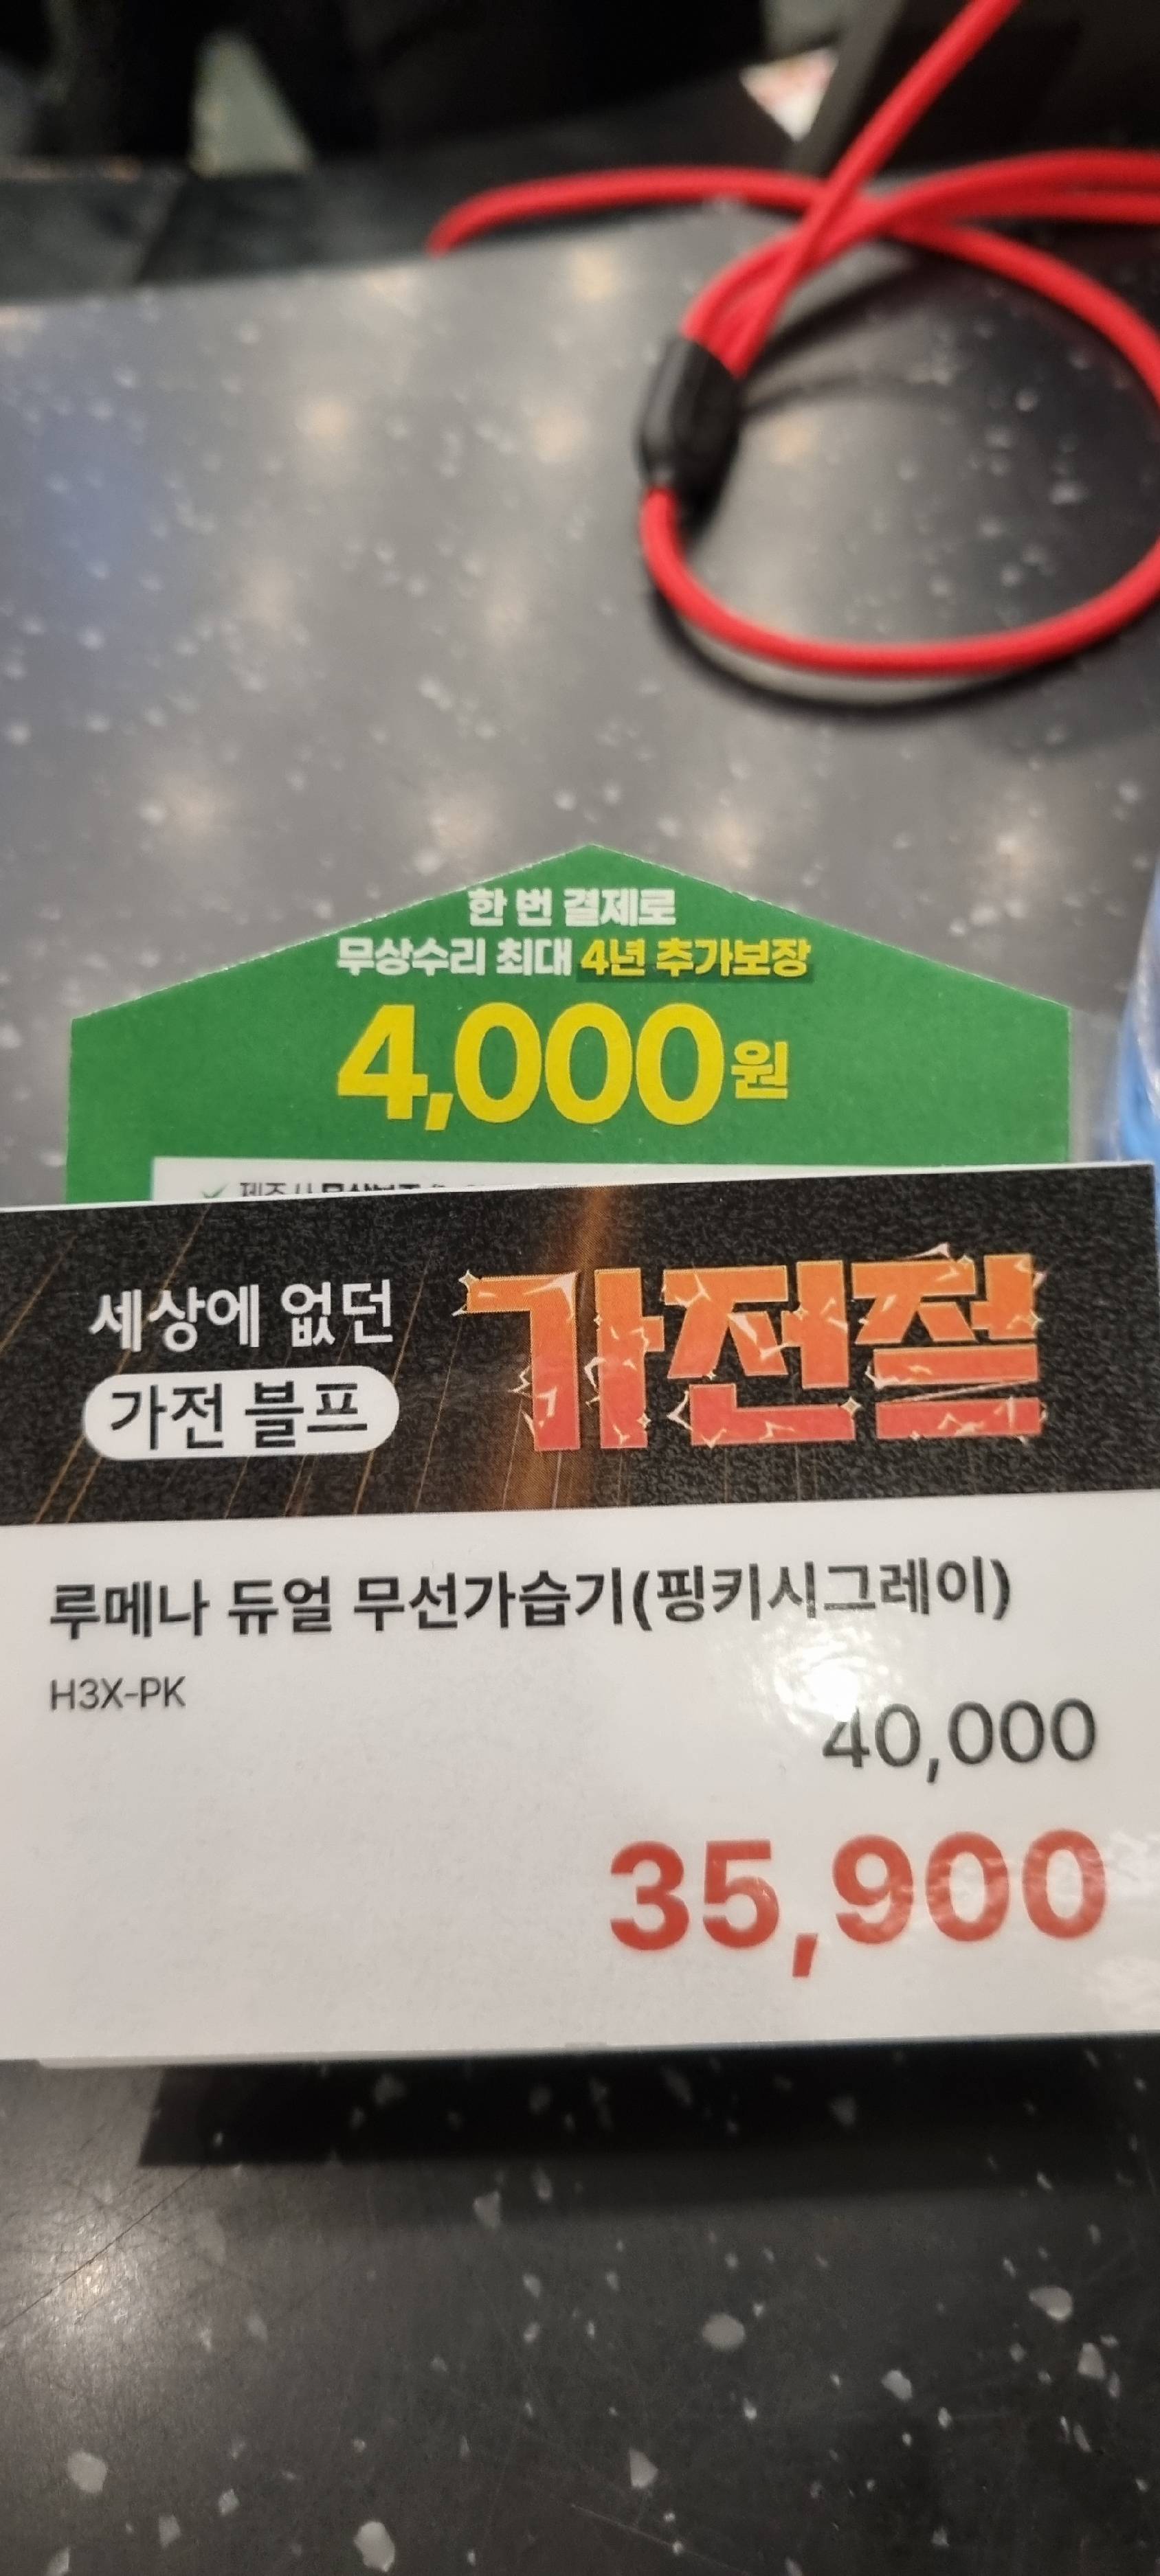 한 번 결제로
무상수리 최대 4년 추가보장
4,000원
세상에 없던
가전 블프
가전절
루메나 듀얼 무선가습기(핑키시그레이)
H3X-PK
40,000
35,900